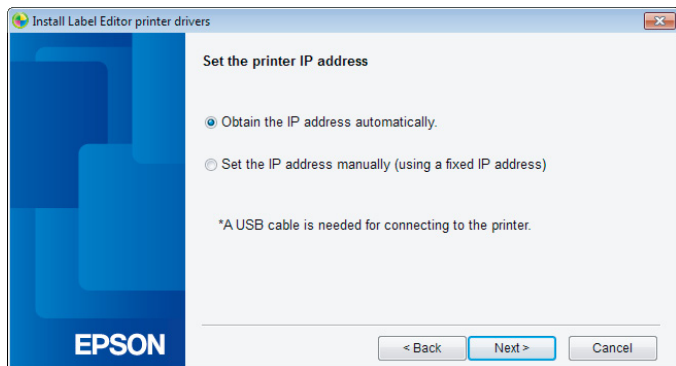 Install Label Editor printer drivers
Set the printer IP address
Obtain the IP address automatically.
Set the IP address manually (using a fixed IP address)
*A USB cable is needed for connecting to the printer.
EPSON
< Back
Next >
Cancel